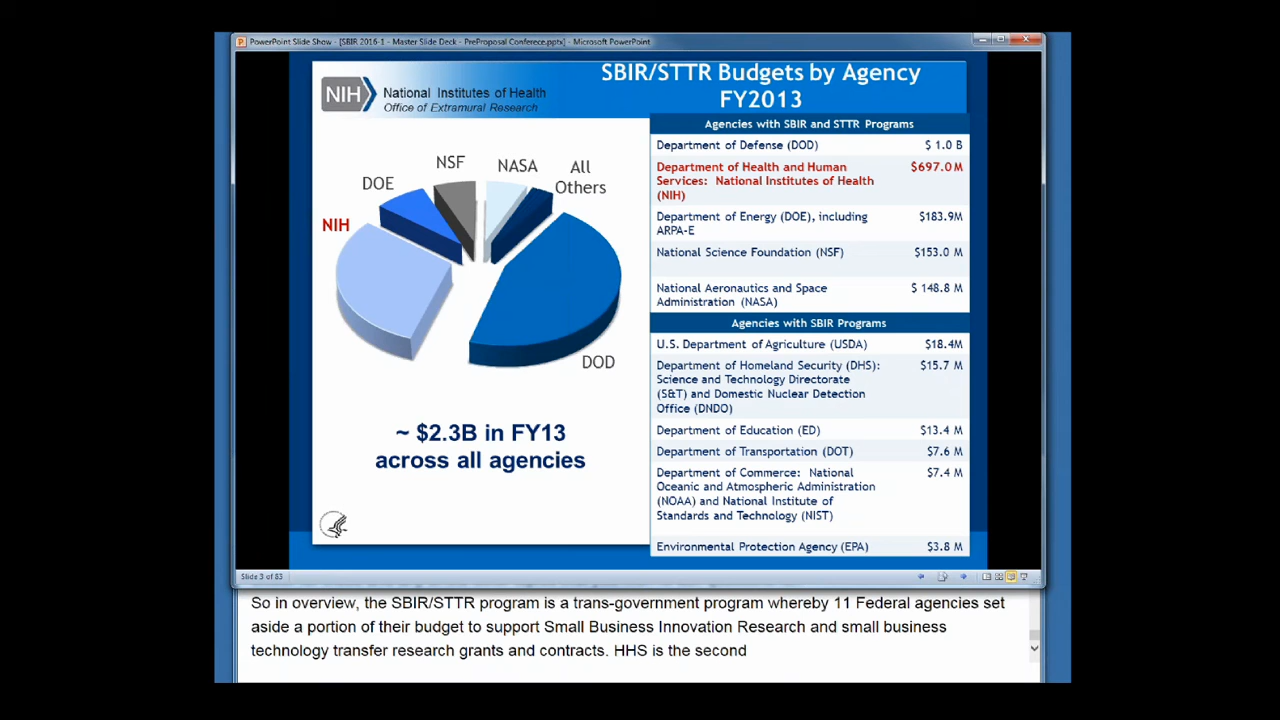 PowerPoint Slide Show - [SBIR 2016-1 - Master Slide Deck - PreProposal Conferece.pptx] - Microsoft PowerPoint
NIH
National Institutes of Health
Office of Extramural Research
SBIR/STTR Budgets by Agency
FY2013
NSF
NASA
All
Others
DOE
NIH
DOD
~ $2.3B in FY13
across all agencies
Agencies with SBIR and STTR Programs
Department of Defense (DOD) $ 1.0 B
Department of Health and Human $697.0 M
Services: National Institutes of Health
(NIH)
Department of Energy (DOE), including $183.9M
ARPA-E
National Science Foundation (NSF) $153.0 M
National Aeronautics and Space $ 148.8 M
Administration (NASA)
Agencies with SBIR Programs
U.S. Department of Agriculture (USDA) $18.4M
Department of Homeland Security (DHS): $15.7 M
Science and Technology Directorate
(S&T) and Domestic Nuclear Detection
Office (DNDO)
Department of Education (ED) $13.4 M
Department of Transportation (DOT) $7.6 M
Department of Commerce: National $7.4 M
Oceanic and Atmospheric Administration
(NOAA) and National Institute of
Standards and Technology (NIST)
Environmental Protection Agency (EPA) $3.8 M
Slide 3 of 83
So in overview, the SBIR/STTR program is a trans-government program whereby 11 Federal agencies set
aside a portion of their budget to support Small Business Innovation Research and small business
technology transfer research grants and contracts. HHS is the second